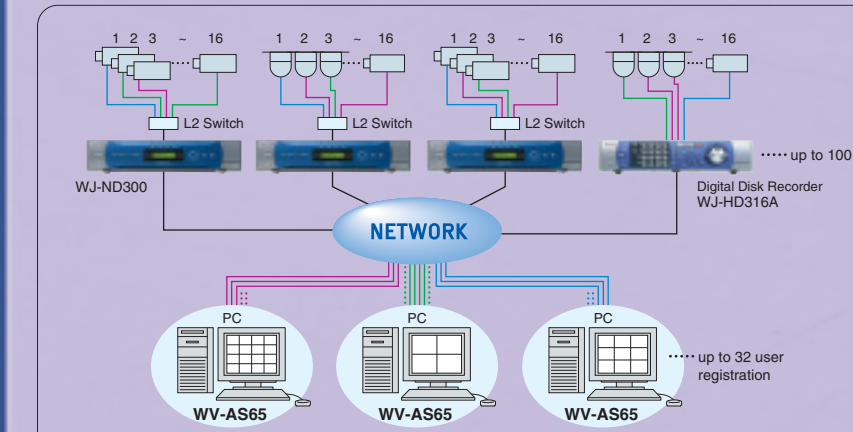 1 2 3 ~ 16
1 2 3 ~ 16
1 2 3 ~ 16
1 2 3 ~ 16
L2 Switch
L2 Switch
L2 Switch
up to 100
WJ-ND300
Digital Disk Recorder
WJ-HD316A
NETWORK
PC
PC
PC
up to 32 user
registration
WV-AS65
WV-AS65
WV-AS65